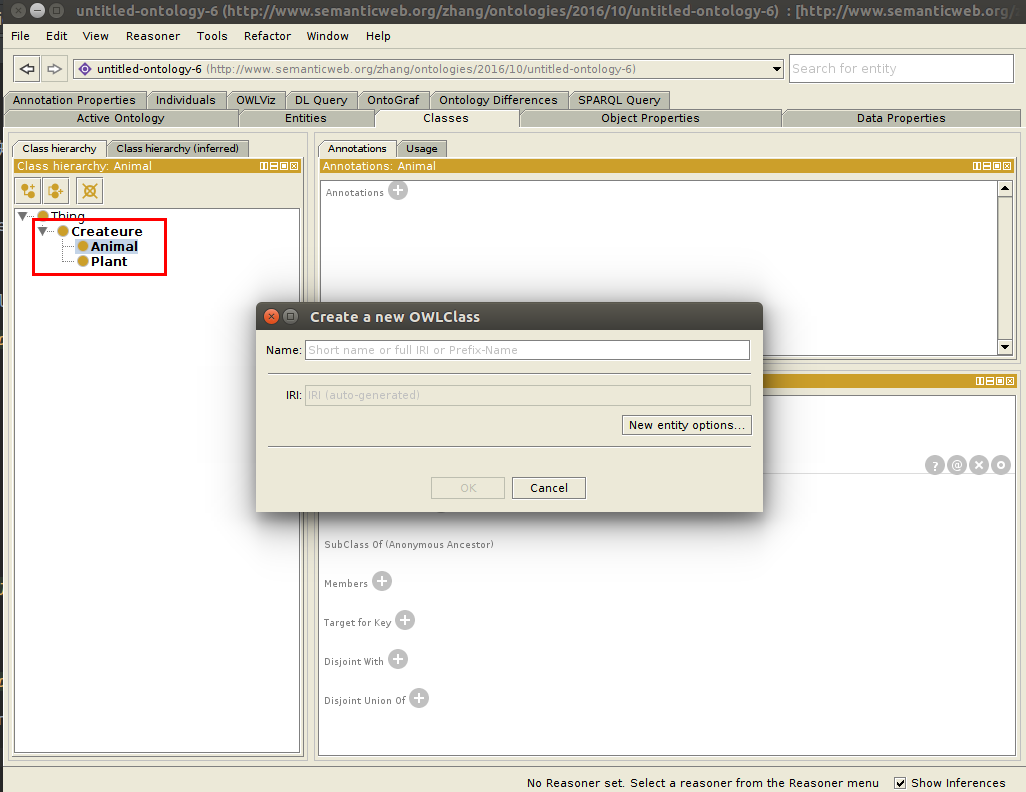 untitled-ontology-6 (http://www.semanticweb.org/zhang/ontologies/2016/10/untitled-ontology-6) : [http://www.semanticweb.org/z
File Edit View Reasoner Tools Refactor Window Help
untitled-ontology-6 (http://www.semanticweb.org/zhang/ontologies/2016/10/untitled-ontology-6)
Search for entity
Annotation Properties Individuals OWLViz DL Query OntoGraf Ontology Differences SPARQL Query
Active Ontology Entities Classes Object Properties Data Properties
Class hierarchy Class hierarchy (inferred)
Class hierarchy: Animal
Thing
Createure
Animal
Plant
Annotations Usage
Annotations: Animal
Annotations
Create a new OWLClass
Name: Short name or full IRI or Prefix-Name
IRI: IRI (auto-generated)
New entity options...
OK Cancel
SubClass Of (Anonymous Ancestor)
Members
Target for Key
Disjoint With
Disjoint Union Of
No Reasoner set. Select a reasoner from the Reasoner menu Show Inferences